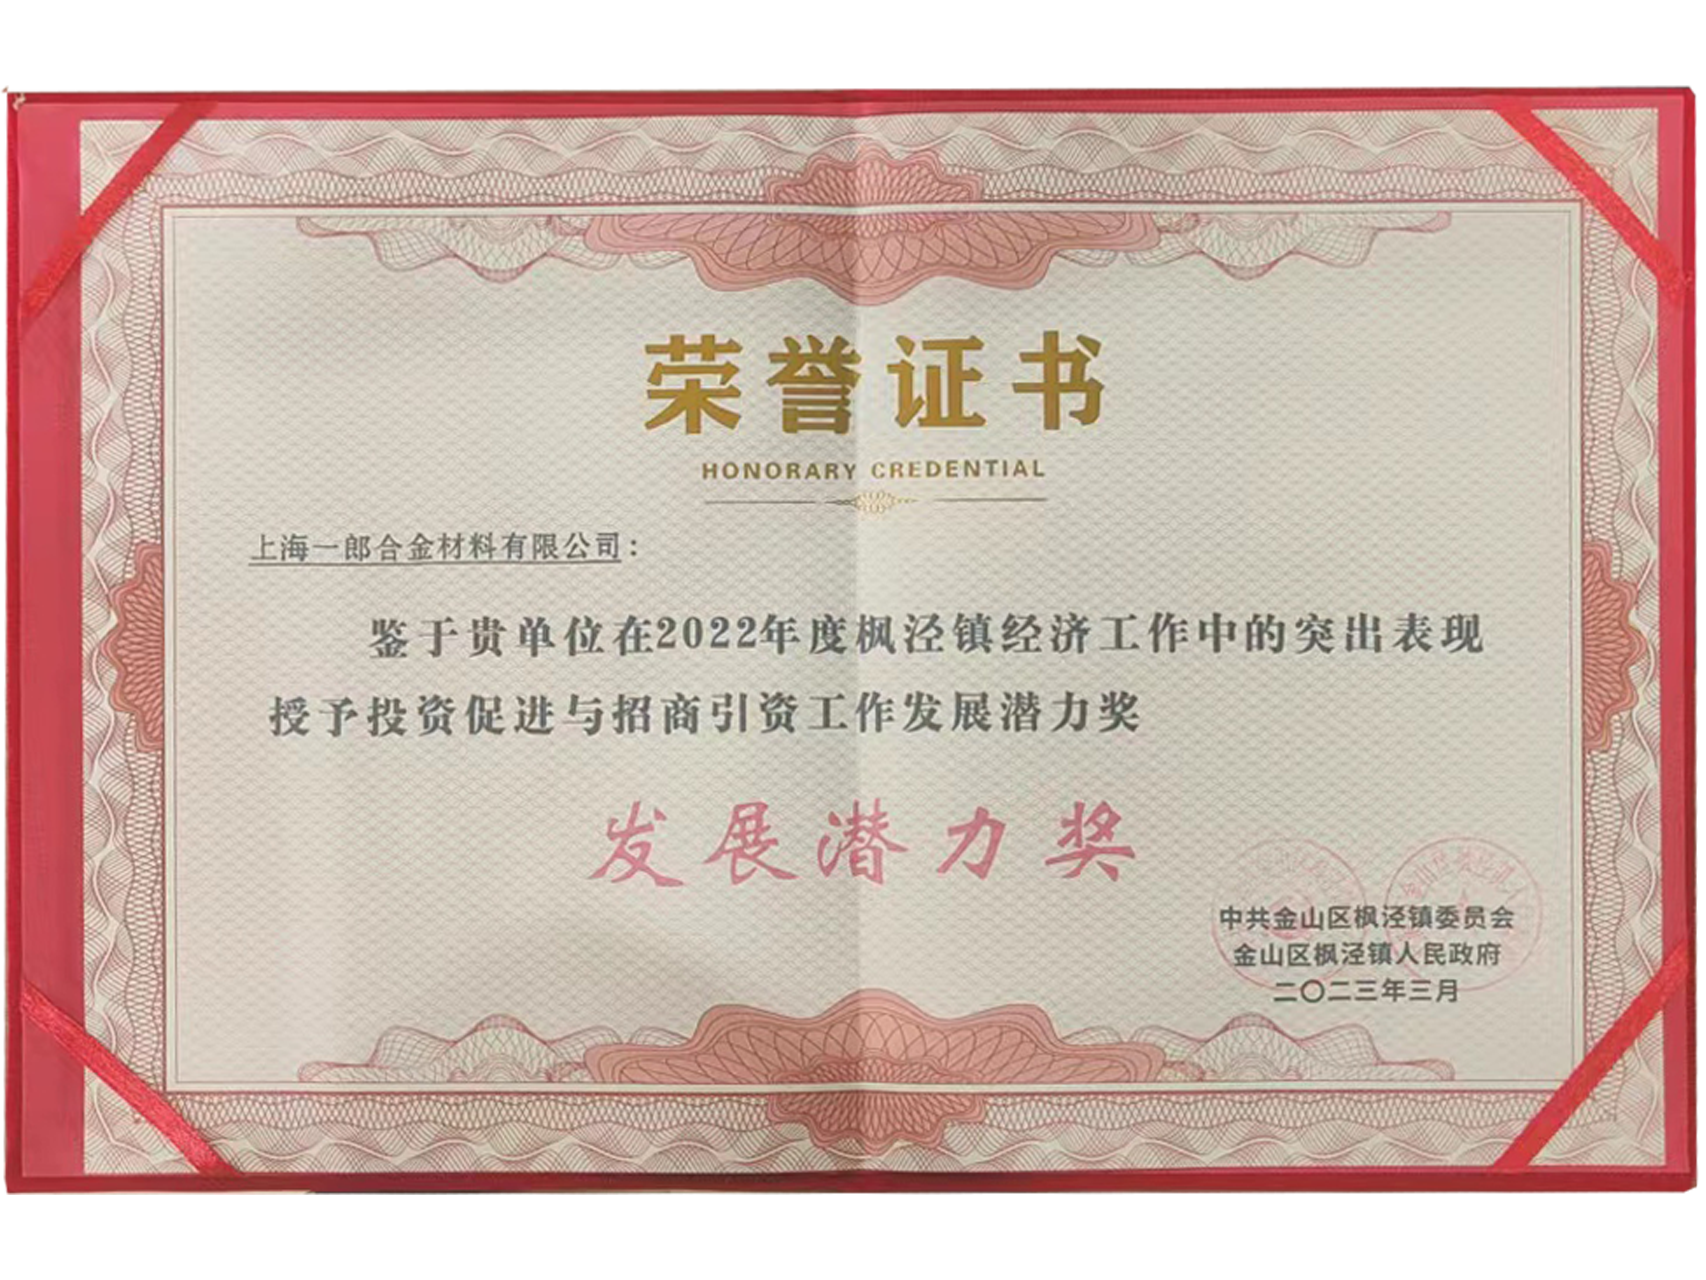 荣誉证书
HONORARY CREDENTIAL
上海一郎合金材料有限公司：
鉴于贵单位在2022年度枫泾镇经济工作中的突出表现
授予投资促进与招商引资工作发展潜力奖
发展潜力奖
中共金山区枫泾镇委员会
金山区枫泾镇人民政府
二〇二三年三月